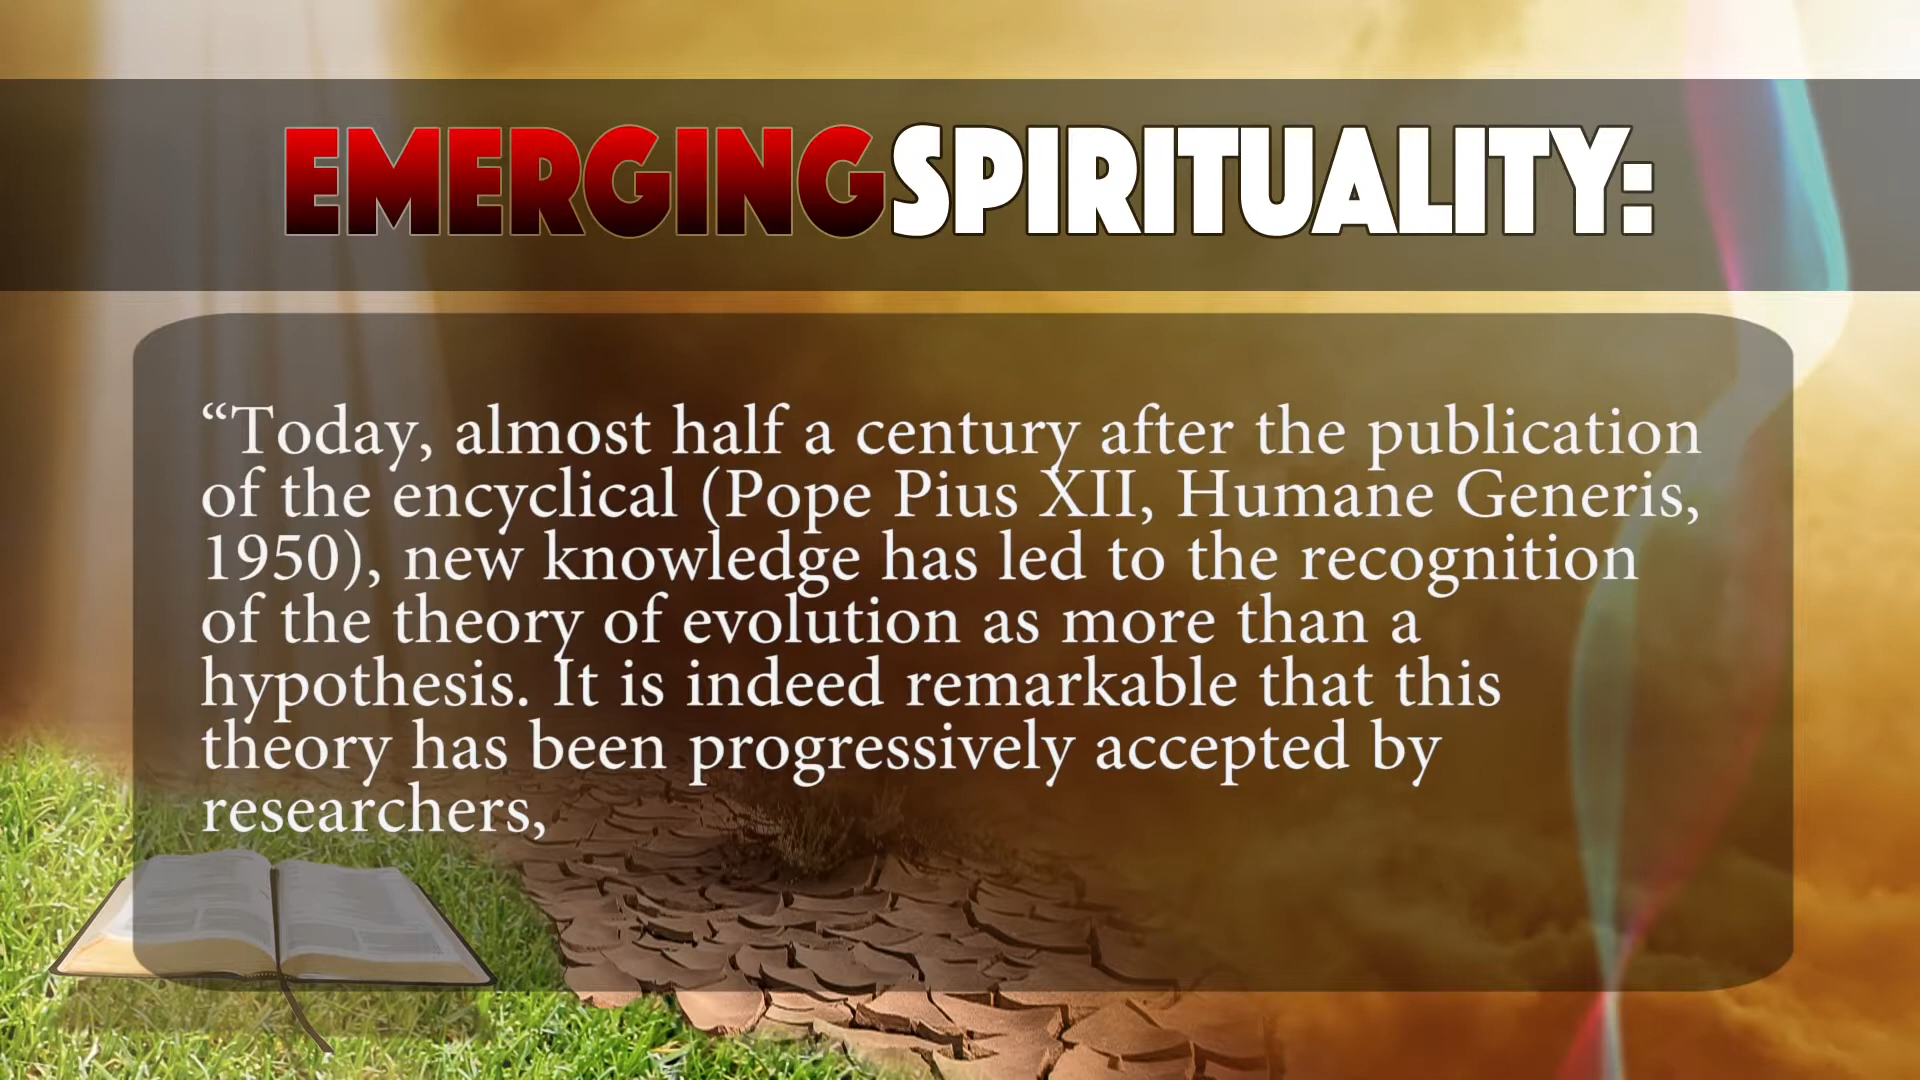 EMERGING SPIRITUALITY:
“Today, almost half a century after the publication
of the encyclical (Pope Pius XII, Humane Generis,
1950), new knowledge has led to the recognition
of the theory of evolution as more than a
hypothesis. It is indeed remarkable that this
theory has been progressively accepted by
researchers,